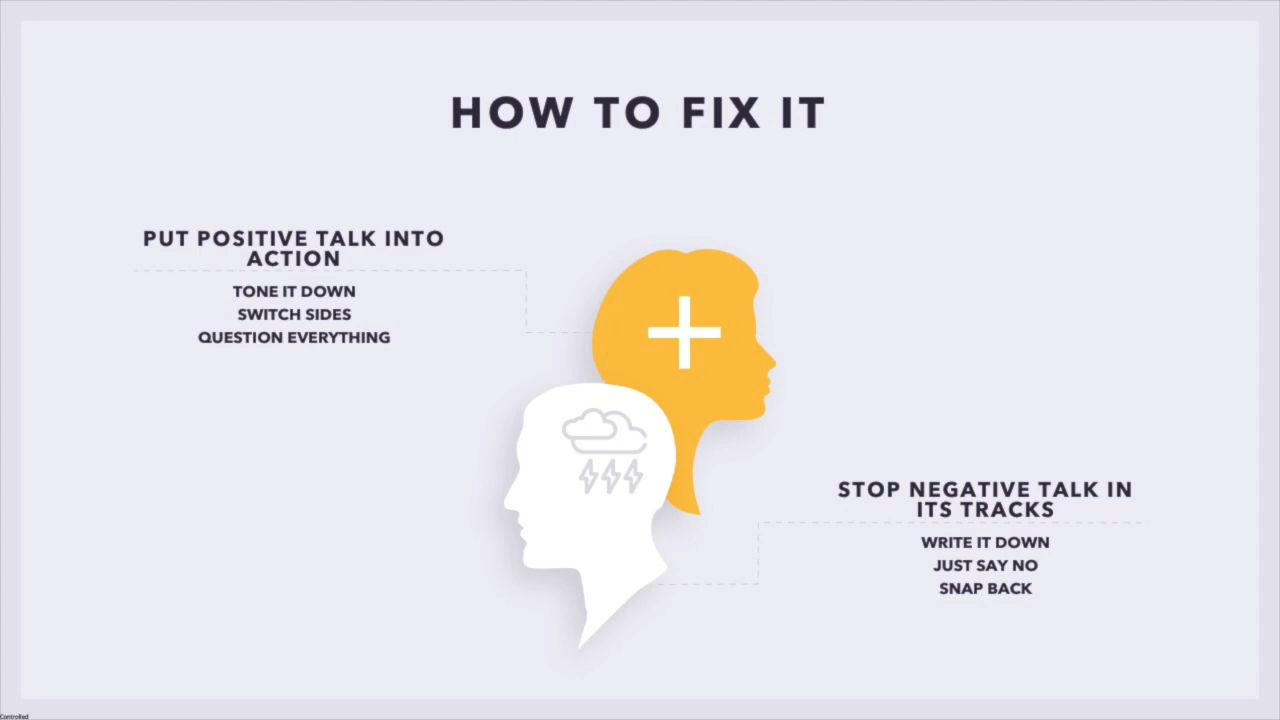 HOW TO FIX IT
PUT POSITIVE TALK INTO
ACTION
TONE IT DOWN
SWITCH SIDES
QUESTION EVERYTHING
STOP NEGATIVE TALK IN
ITS TRACKS
WRITE IT DOWN
JUST SAY NO
SNAP BACK
Controlled